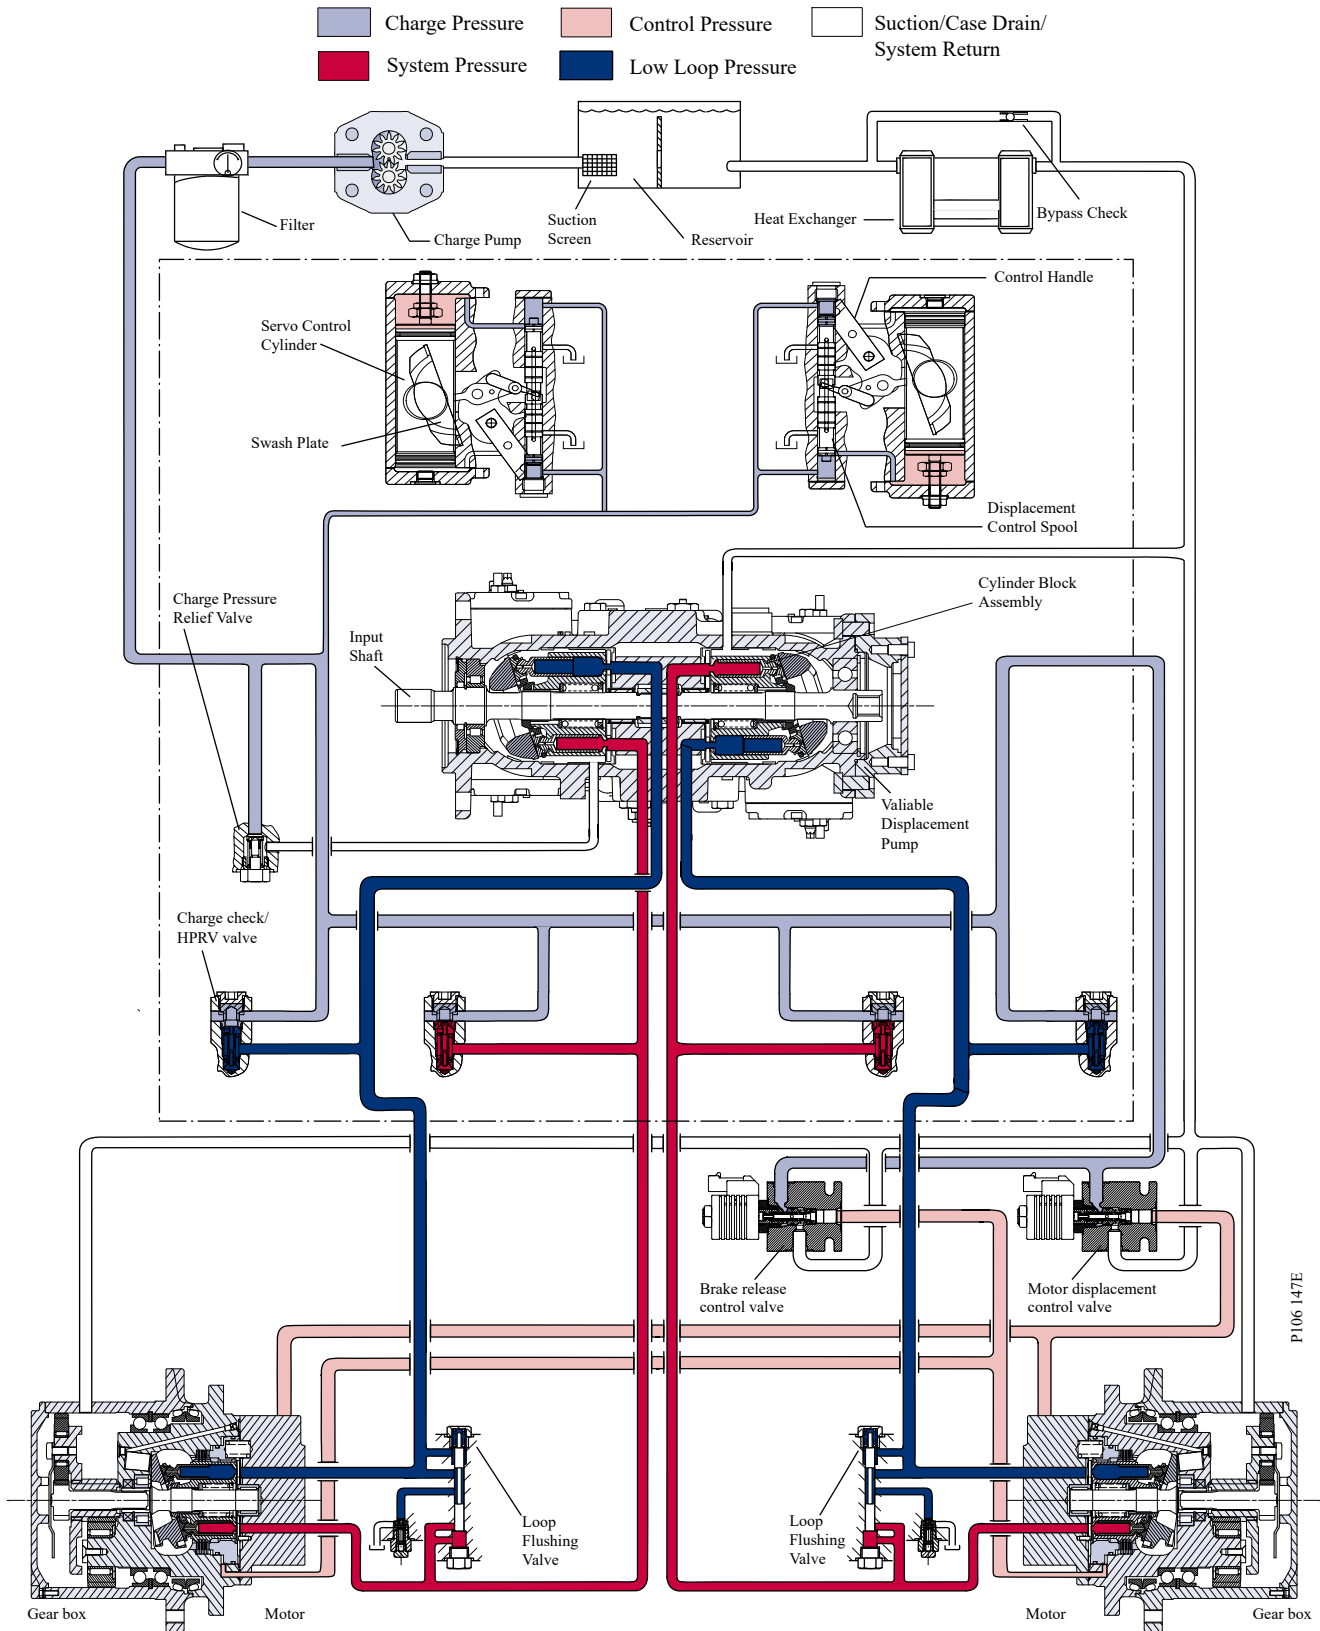 Charge Pressure
Control Pressure
Suction/Case Drain/
System Return
System Pressure
Low Loop Pressure
Filter
Charge Pump
Suction
Screen
Reservoir
Heat Exchanger
Bypass Check
Control Handle
Servo Control
Cylinder
Swash Plate
Displacement
Control Spool
Charge Pressure
Relief Valve
Input
Shaft
Cylinder Block
Assembly
Valiable
Displacement
Pump
Charge check/
HPRV valve
Brake release
control valve
Motor displacement
control valve
P106 147E
Loop
Flushing
Valve
Loop
Flushing
Valve
Gear box
Motor
Motor
Gear box